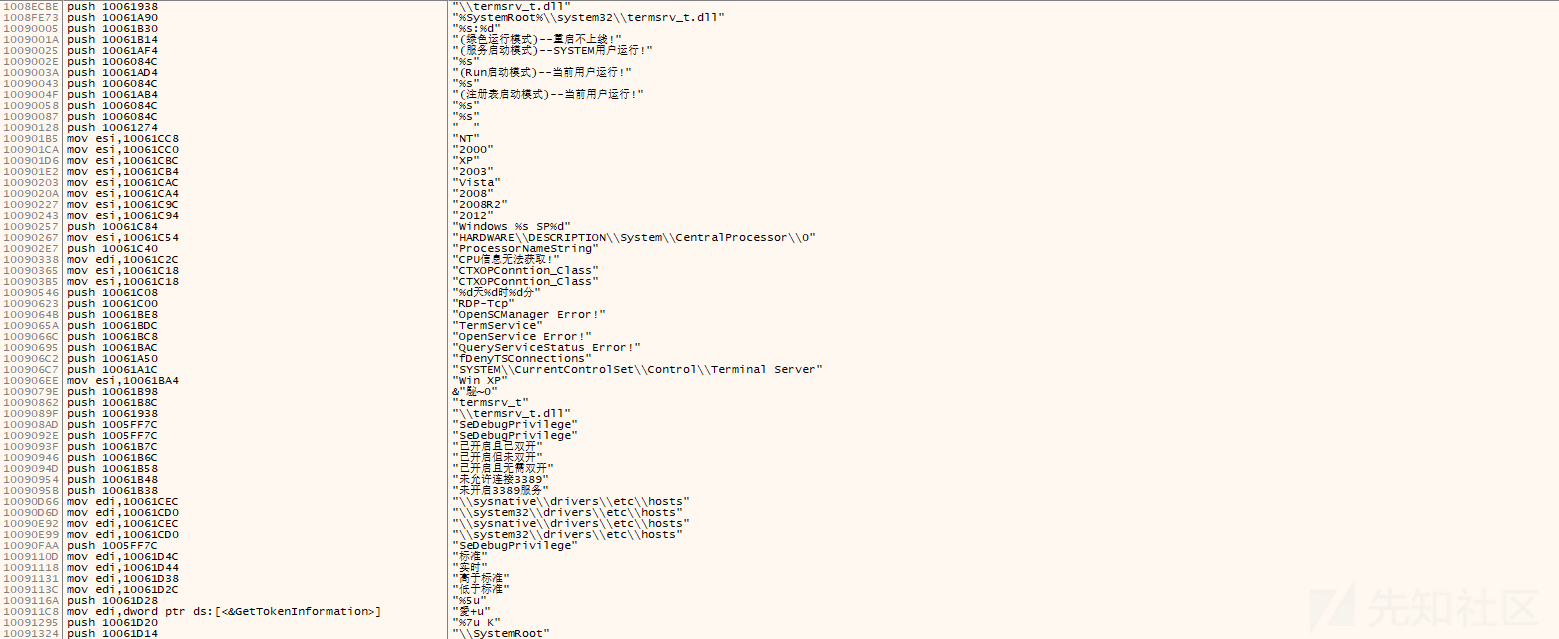 1008ECBE push 10061938 "\\termsrv_t.dll"
1008FE73 push 10061A90 "%SystemRoot%\\system32\\termsrv_t.dll"
10090005 push 10061B30 "%s:%d"
1009001A push 10061B14 "(绿色运行模式)--重启不上线!"
10090025 push 10061AF4 "(服务启动模式)--SYSTEM用户运行!"
1009002E push 1006084C "%s"
1009003A push 10061AD4 "(Run启动模式)--当前用户运行!"
10090043 push 1006084C "%s"
1009004F push 10061AB4 "(注册表启动模式)--当前用户运行!"
10090058 push 1006084C "%s"
10090087 push 1006084C "%s"
10090128 push 10061274 "  "
100901B5 mov esi,10061CC8 "NT"
100901CA mov esi,10061CC0 "2000"
100901D6 mov esi,10061CBC "XP"
100901E2 mov esi,10061CB4 "2003"
10090203 mov esi,10061CAC "Vista"
1009020A mov esi,10061CA4 "2008"
10090227 mov esi,10061C9C "2008R2"
10090243 mov esi,10061C94 "2012"
10090257 push 10061C84 "Windows %s SP%d"
10090267 mov esi,10061C54 "HARDWARE\\DESCRIPTION\\System\\CentralProcessor\\0"
100902E7 push 10061C40 "ProcessorNameString"
10090338 mov edi,10061C2C "CPU信息无法获取!"
10090365 mov esi,10061C18 "CTXOPConntion_Class"
100903B5 mov esi,10061C18 "CTXOPConntion_Class"
10090546 push 10061C08 "%d天%d时%d分"
10090623 push 10061C00 "RDP-Tcp"
1009064B push 10061BE8 "OpenSCManager Error!"
1009065A push 10061BDC "TermService"
1009066C push 10061BC8 "OpenService Error!"
10090695 push 10061BAC "QueryServiceStatus Error!"
100906C2 push 10061A50 "fDenyTSConnections"
100906C7 push 10061A1C "SYSTEM\\CurrentControlSet\\Control\\Terminal Server"
100906EE mov esi,10061BA4 "Win XP"
1009079E push 10061B98 &"~0"
10090862 push 10061B8C "termsrv_t"
1009089F push 10061938 "\\termsrv_t.dll"
100908AD push 1005FF7C "SeDebugPrivilege"
1009092E push 1005FF7C "SeDebugPrivilege"
1009093F push 10061B7C "已开启且已双开"
10090946 push 10061B6C "已开启但未双开"
1009094D push 10061B58 "已开启且无需双开"
10090954 push 10061B48 "未允许连接3389"
1009095B push 10061B38 "未开启3389服务"
10090D66 mov edi,10061CEC "\\sysnative\\drivers\\etc\\hosts"
10090D6D mov edi,10061CD0 "\\system32\\drivers\\etc\\hosts"
10090E92 mov edi,10061CEC "\\sysnative\\drivers\\etc\\hosts"
10090E99 mov edi,10061CD0 "\\system32\\drivers\\etc\\hosts"
10090FAA push 1005FF7C "SeDebugPrivilege"
1009110D mov edi,10061D4C "标准"
10091118 mov edi,10061D44 "实时"
10091131 mov edi,10061D38 "高于标准"
1009113C mov edi,10061D2C "低于标准"
1009116A push 10061D28 "%5u"
100911C8 mov edi,dword ptr ds:[<&GetTokenInformation>] "愛+u"
10091295 push 10061D20 "%7u K"
10091324 push 10061D14 "\\SystemRoot"
先知社区